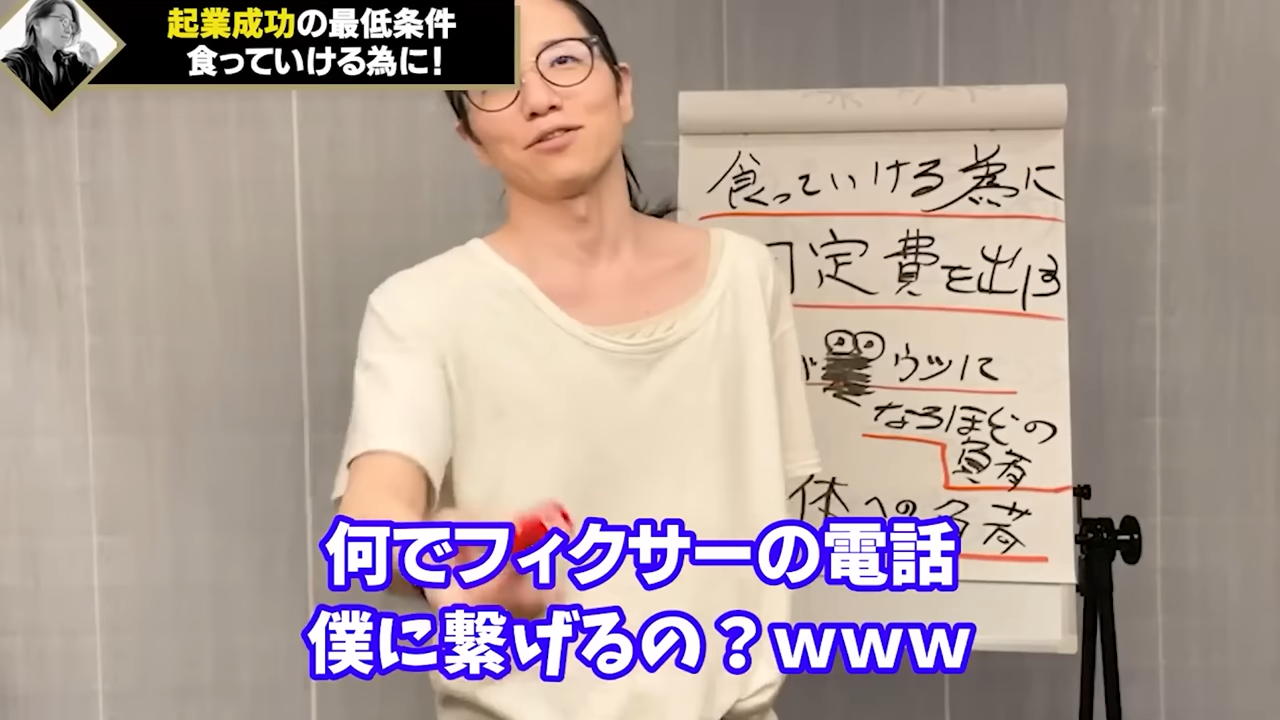 起業成功の最低条件
食っていける為に!
食っていける為に
定費を出す
ウツに
なるほどの
負荷
体への負荷
何でフィクサーの電話
僕に繋げるの?www